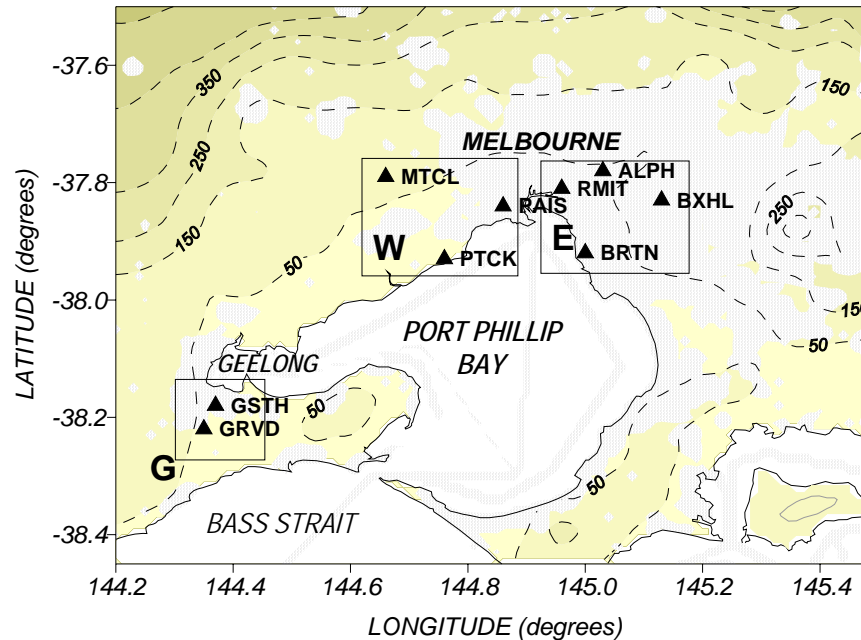 -37.6
-37.8
-38.0
-38.2
-38.4
LATITUDE (degrees)
350
250
150
50
150
MELBOURNE
MTCL
ALPH
RMIT
PAIS
BXHL
W
E
PTCK
BRTN
250
150
50
PORT PHILLIP
BAY
GEELONG
GSTH
GRVD
50
G
50
BASS STRAIT
144.2
144.4
144.6
144.8
145.0
145.2
145.4
LONGITUDE (degrees)